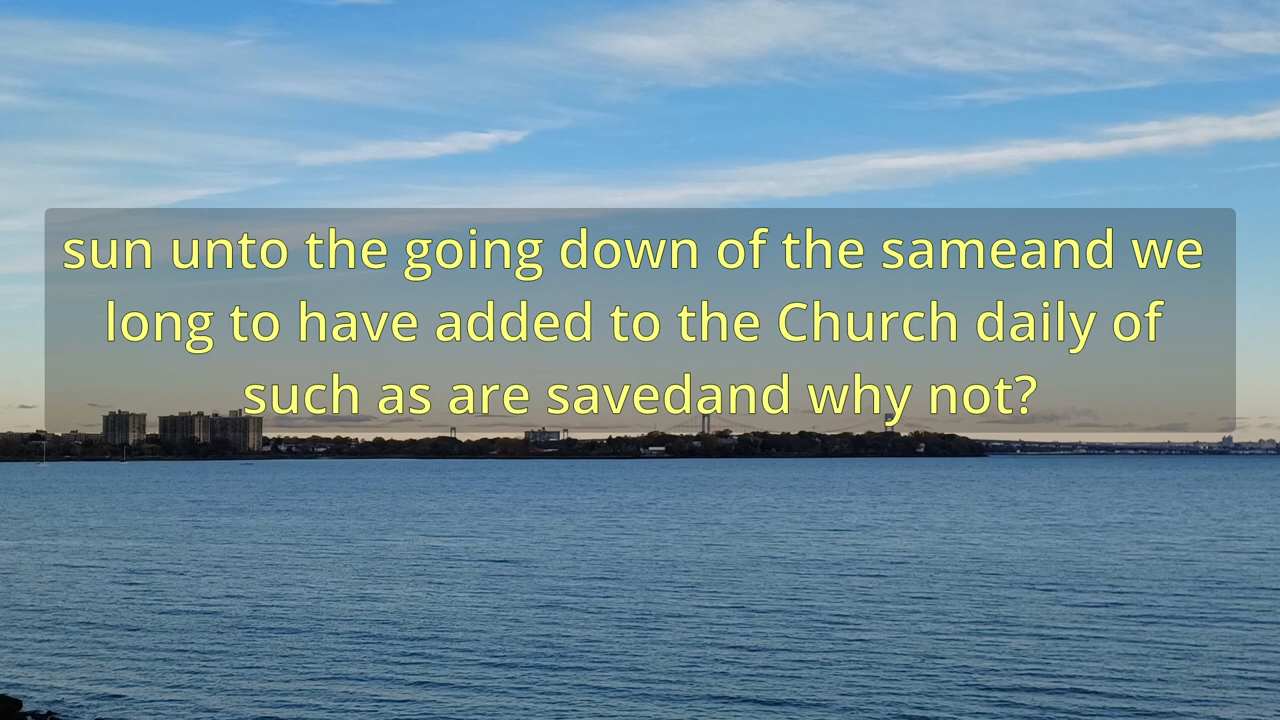 sun unto the going down of the sameand we
long to have added to the Church daily of
such as are savedand why not?